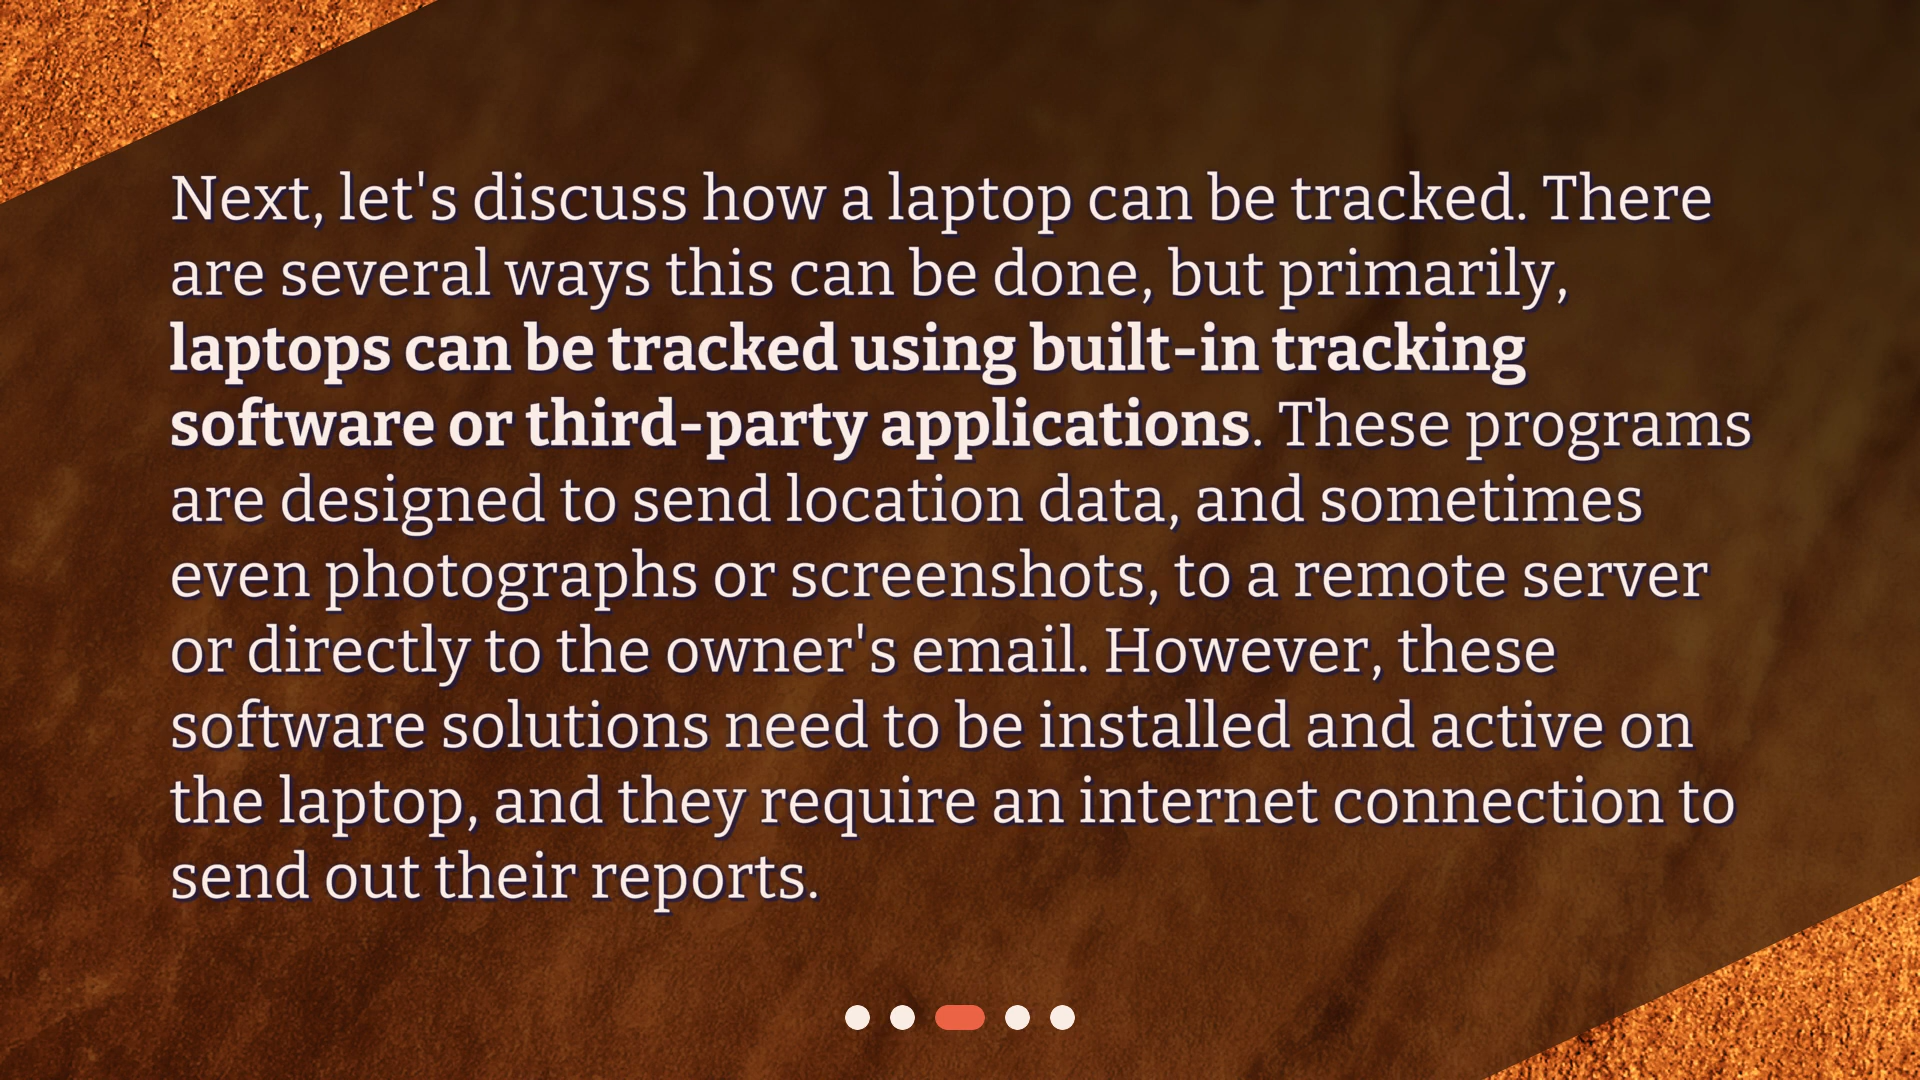 Next, let's discuss how a laptop can be tracked. There
are several ways this can be done, but primarily,
laptops can be tracked using built-in tracking
software or third-party applications. These programs
are designed to send location data, and sometimes
even photographs or screenshots, to a remote server
or directly to the owner's email. However, these
software solutions need to be installed and active on
the laptop, and they require an internet connection to
send out their reports.